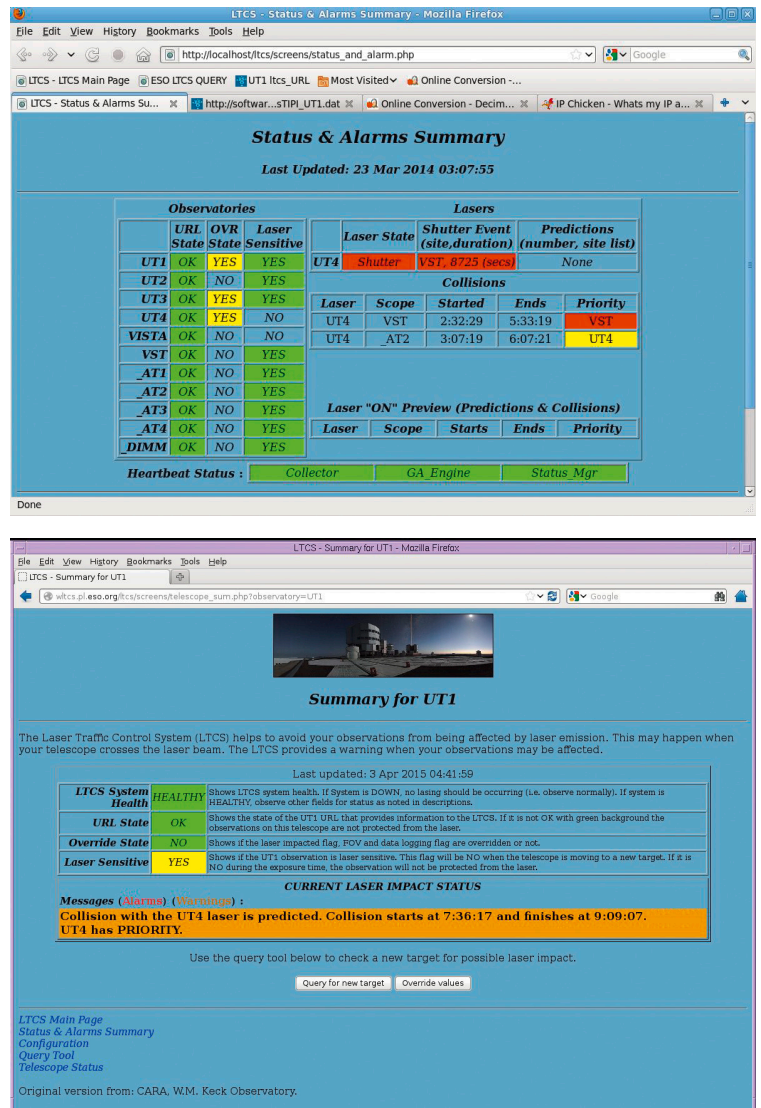 LTCS - Status & Alarms Summary - Mozilla Firefox
File Edit View History Bookmarks Tools Help
http://localhost/ltcs/screens/status_and_alarm.php
Google
LTCS - LTCS Main Page ESO LTCS QUERY UT1 ltcs_URL Most Visited Online Conversion -...
LTCS - Status & Alarms Su... http://softwar...sTIPI_UT1.dat Online Conversion - Decim... IP Chicken - Whats my IP a...
Status & Alarms Summary
Last Updated: 23 Mar 2014 03:07:55
Observatories
URL State OVR State Laser Sensitive
UT1 OK YES YES
UT2 OK NO YES
UT3 OK YES YES
UT4 OK YES NO
VISTA OK NO NO
VST OK NO YES
_AT1 OK NO YES
_AT2 OK NO YES
_AT3 OK NO YES
_AT4 OK NO YES
_DIMM OK NO YES
Lasers
Laser State Shutter Event (site,duration) Predictions (number, site list)
UT4 Shutter VST, 8725 (secs) None
Collisions
Laser Scope Started Ends Priority
UT4 VST 2:32:29 5:33:19 VST
UT4 _AT2 3:07:19 6:07:21 UT4
Laser "ON" Preview (Predictions & Collisions)
Laser Scope Starts Ends Priority
Heartbeat Status : Collector GA_Engine Status_Mgr
Done
LTCS - Summary for UT1 - Mozilla Firefox
File Edit View History Bookmarks Tools Help
LTCS - Summary for UT1
wltcs.pl.eso.org/ltcs/screens/telescope_sum.php?observatory=UT1
Google
Summary for UT1
The Laser Traffic Control System (LTCS) helps to avoid your observations from being affected by laser emission. This may happen when
your telescope crosses the laser beam. The LTCS provides a warning when your observations may be affected.
Last updated: 3 Apr 2015 04:41:59
LTCS System Health HEALTHY Shows LTCS system health. If System is DOWN, no lasing should be occurring (i.e. observe normally). If system is
HEALTHY, observe other fields for status as noted in descriptions.
URL State OK Shows the state of the UT1 URL that provides information to the LTCS. If it is not OK with green background the
observations on this telescope are not protected from the laser.
Override State NO Shows if the laser impacted flag, FOV and data logging flag are overridden or not.
Laser Sensitive YES Shows if the UT1 observation is laser sensitive. This flag will be NO when the telescope is moving to a new target. If it is
NO during the exposure time, the observation will not be protected from the laser.
CURRENT LASER IMPACT STATUS
Messages (Alarms) (Warnings) :
Collision with the UT4 laser is predicted. Collision starts at 7:36:17 and finishes at 9:09:07.
UT4 has PRIORITY.
Use the query tool below to check a new target for possible laser impact.
Query for new target Override values
LTCS Main Page
Status & Alarms Summary
Configuration
Query Tool
Telescope Status
Original version from: CARA, W.M. Keck Observatory.